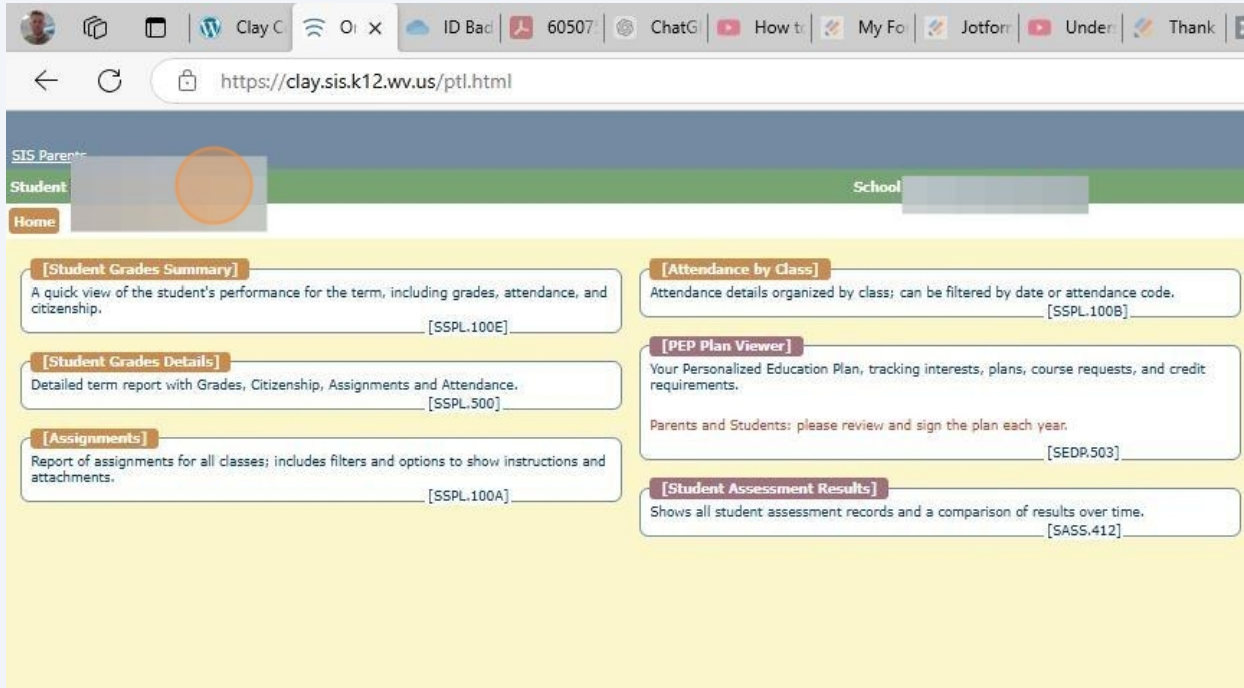 Clay C
ID Bad
60507
ChatG
How to
My Fo
Jotform
Under
Thank
https://clay.sis.k12.wv.us/ptl.html
SIS Parents
Student
School
Home
[Student Grades Summary]
A quick view of the student's performance for the term, including grades, attendance, and
citizenship.
[SSPL.100E]
[Student Grades Details]
Detailed term report with Grades, Citizenship, Assignments and Attendance.
[SSPL.500]
[Assignments]
Report of assignments for all classes; includes filters and options to show instructions and
attachments.
[SSPL.100A]
[Attendance by Class]
Attendance details organized by class; can be filtered by date or attendance code.
[SSPL.100B]
[PEP Plan Viewer]
Your Personalized Education Plan, tracking interests, plans, course requests, and credit
requirements.
Parents and Students: please review and sign the plan each year.
[SEDP.503]
[Student Assessment Results]
Shows all student assessment records and a comparison of results over time.
[SASS.412]